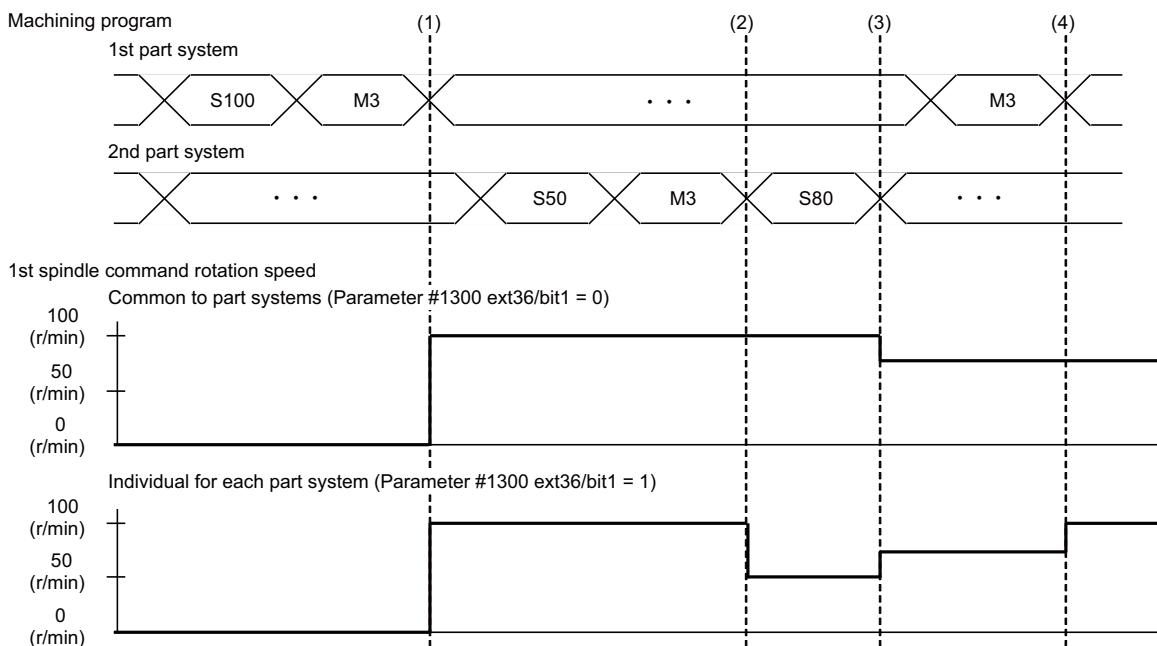 Machining program
(1) (2) (3) (4)
1st part system
S100 M3 ・・・ M3
2nd part system
・・・ S50 M3 S80 ・・・
1st spindle command rotation speed
Common to part systems (Parameter #1300 ext36/bit1 = 0)
100
(r/min)
50
(r/min)
0
(r/min)
Individual for each part system (Parameter #1300 ext36/bit1 = 1)
100
(r/min)
50
(r/min)
0
(r/min)